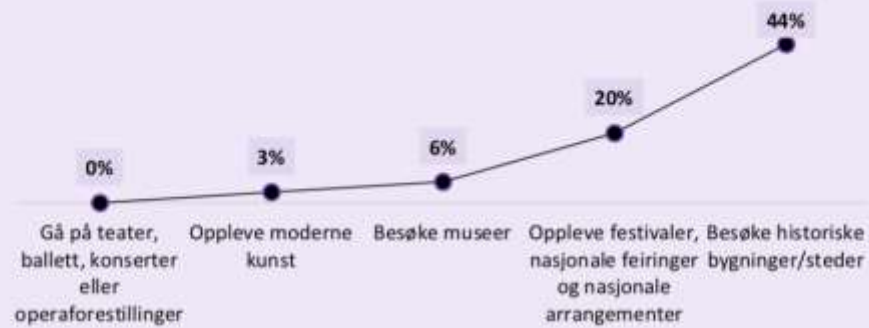 44%
20%
6%
3%
0%
Gå på teater,
ballett, konserter
eller
operaforestillinger
Oppleve moderne
kunst
Besøke museer
Oppleve festivaler,
nasjonale feiringer
og nasjonale
arrangementer
Besøke historiske
bygninger/steder